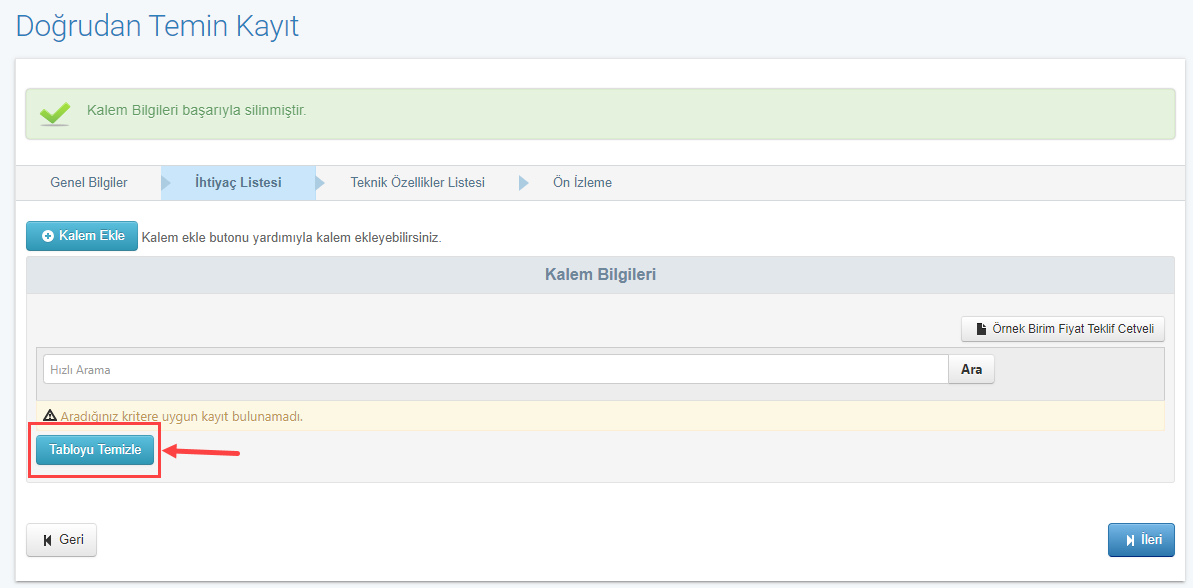 Doğrudan Temin Kayıt
Kalem Bilgileri başarıyla silinmiştir.
Genel Bilgiler İhtiyaç Listesi Teknik Özellikler Listesi Ön İzleme
Kalem Ekle Kalem ekle butonu yardımıyla kalem ekleyebilirsiniz.
Kalem Bilgileri
Örnek Birim Fiyat Teklif Cetveli
Hızlı Arama Ara
Aradığınız kritere uygun kayıt bulunamadı.
Tabloyu Temizle
Geri İleri